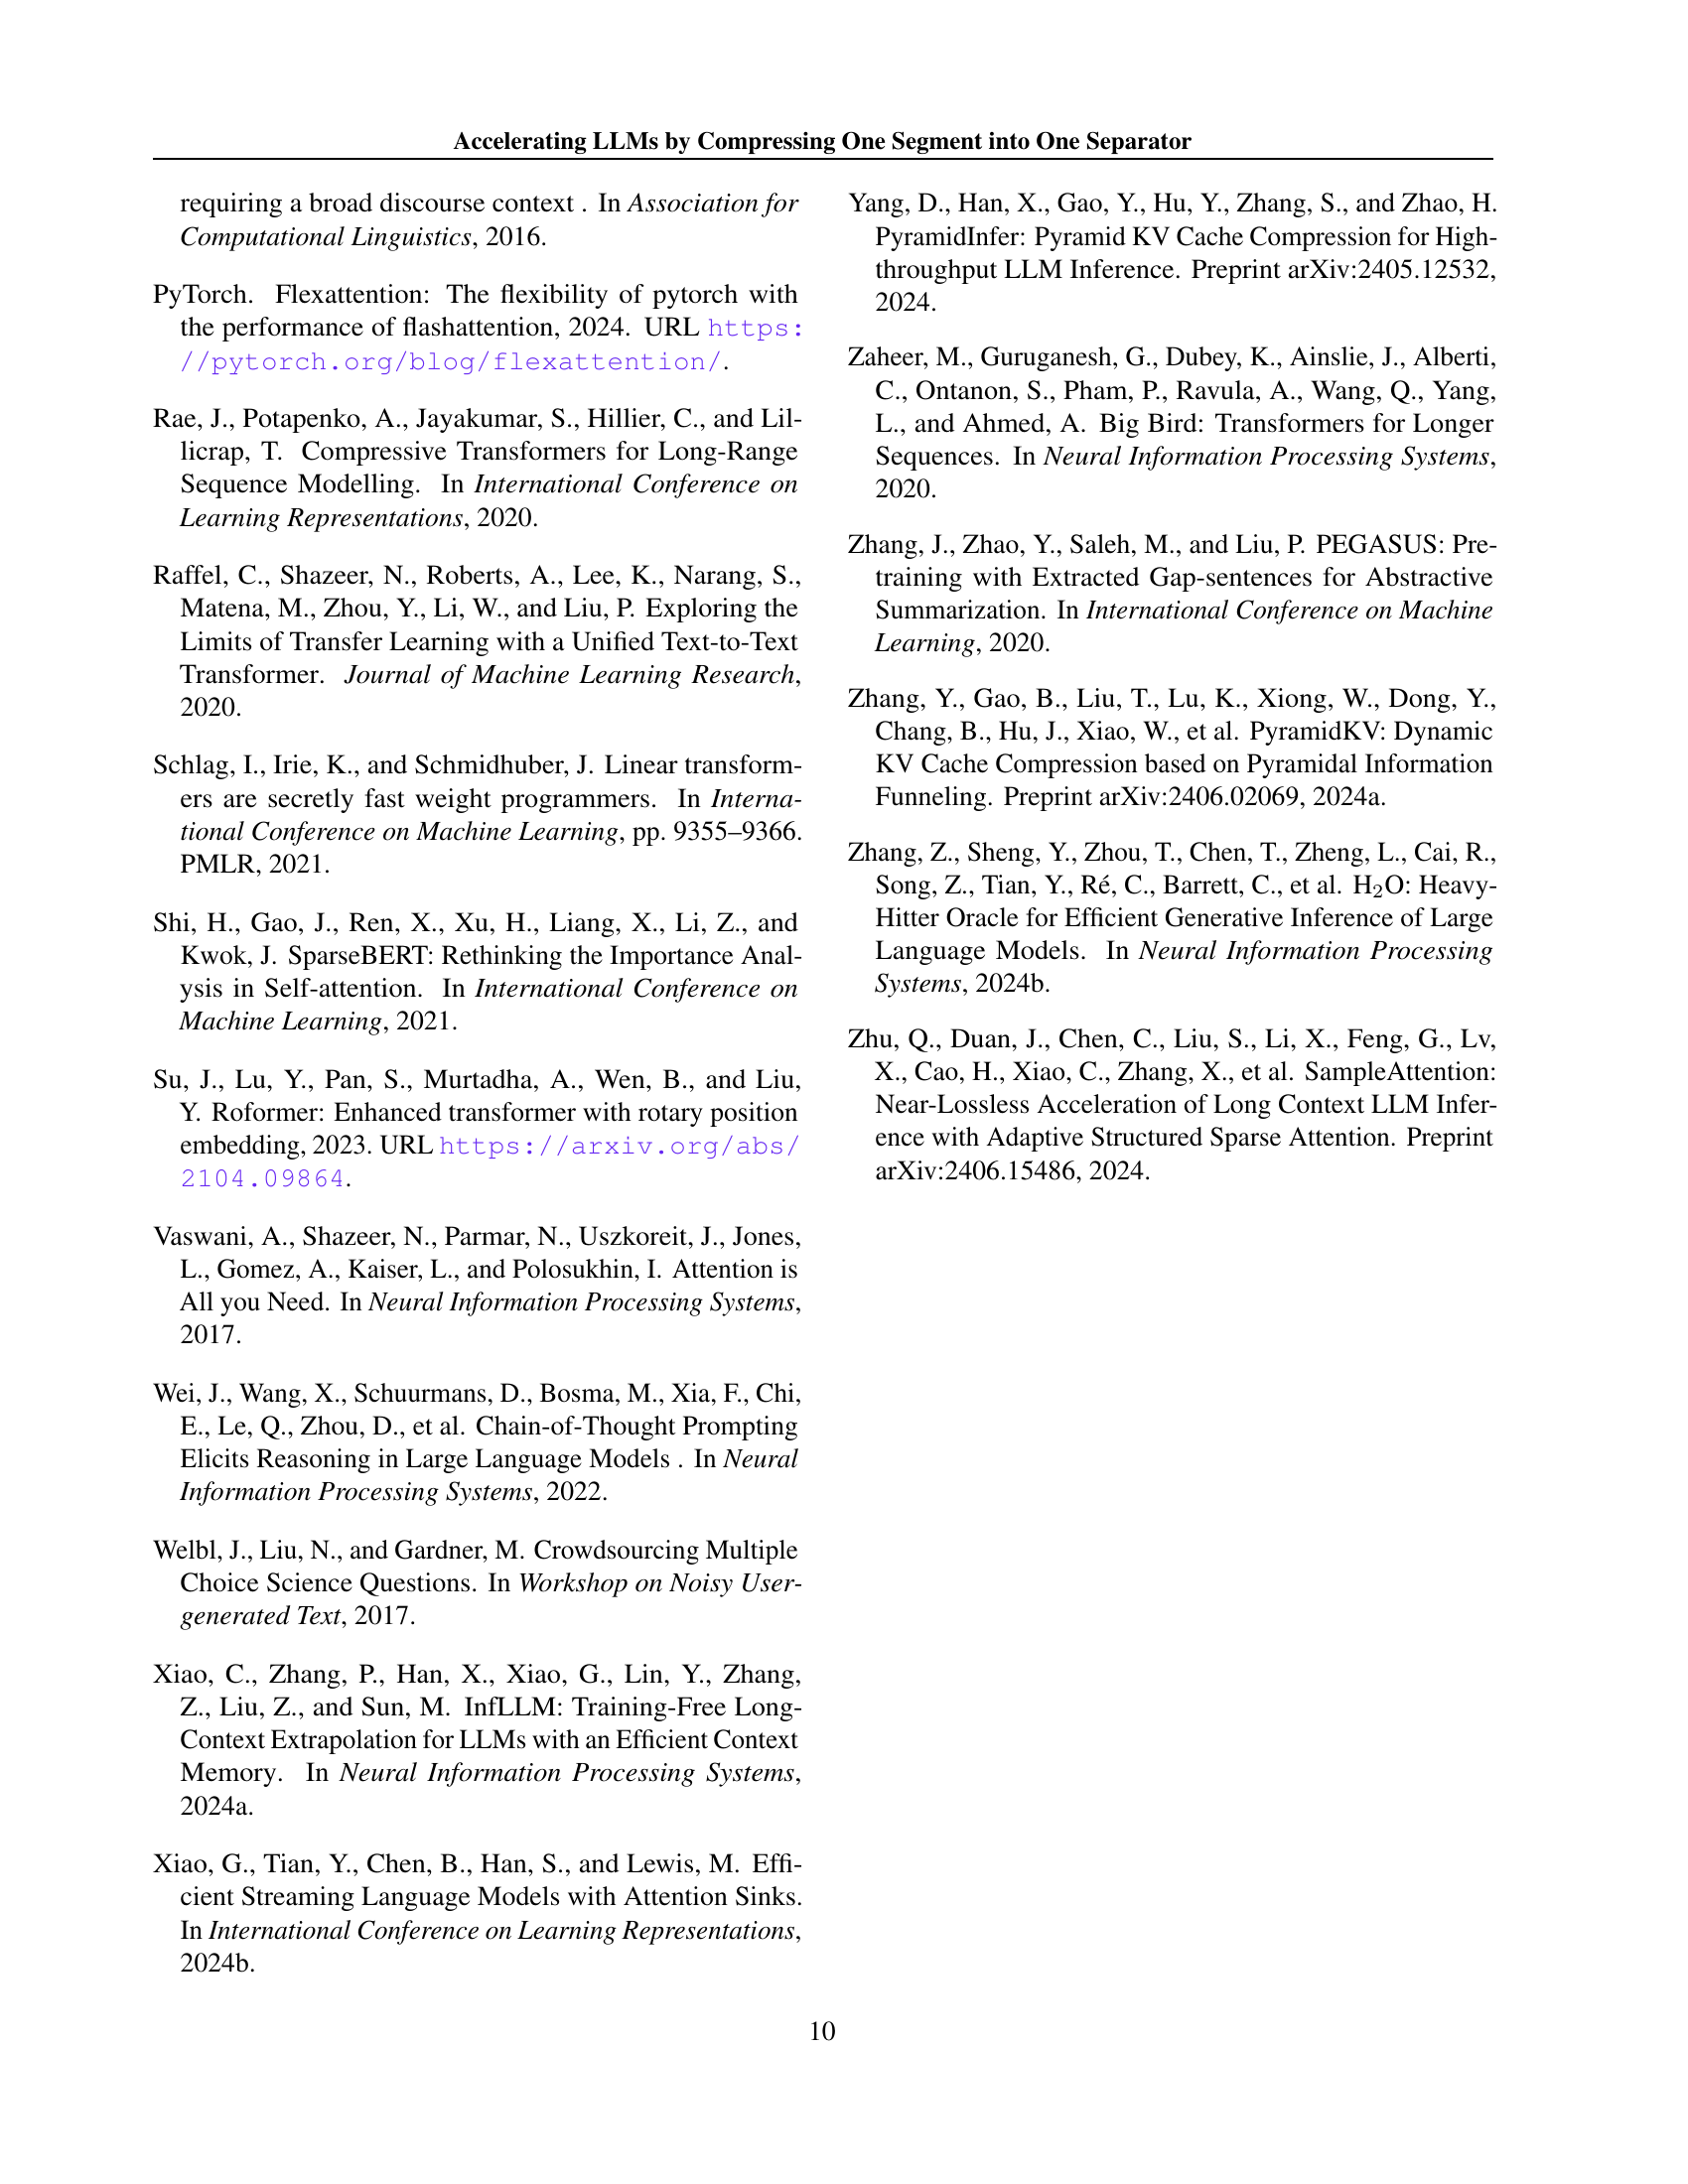 Accelerating LLMs by Compressing One Segment into One Separator
requiring a broad discourse context . In Association for
Computational Linguistics, 2016.
PyTorch. Flexattention: The flexibility of pytorch with
the performance of flashattention, 2024. URL https:
//pytorch.org/blog/flexattention/.
Rae, J., Potapenko, A., Jayakumar, S., Hillier, C., and Lil-
licrap, T. Compressive Transformers for Long-Range
Sequence Modelling. In International Conference on
Learning Representations, 2020.
Raffel, C., Shazeer, N., Roberts, A., Lee, K., Narang, S.,
Matena, M., Zhou, Y., Li, W., and Liu, P. Exploring the
Limits of Transfer Learning with a Unified Text-to-Text
Transformer. Journal of Machine Learning Research,
2020.
Schlag, I., Irie, K., and Schmidhuber, J. Linear transform-
ers are secretly fast weight programmers. In Interna-
tional Conference on Machine Learning, pp. 9355–9366.
PMLR, 2021.
Shi, H., Gao, J., Ren, X., Xu, H., Liang, X., Li, Z., and
Kwok, J. SparseBERT: Rethinking the Importance Anal-
ysis in Self-attention. In International Conference on
Machine Learning, 2021.
Su, J., Lu, Y., Pan, S., Murtadha, A., Wen, B., and Liu,
Y. Roformer: Enhanced transformer with rotary position
embedding, 2023. URL https://arxiv.org/abs/
2104.09864.
Vaswani, A., Shazeer, N., Parmar, N., Uszkoreit, J., Jones,
L., Gomez, A., Kaiser, L., and Polosukhin, I. Attention is
All you Need. In Neural Information Processing Systems,
2017.
Wei, J., Wang, X., Schuurmans, D., Bosma, M., Xia, F., Chi,
E., Le, Q., Zhou, D., et al. Chain-of-Thought Prompting
Elicits Reasoning in Large Language Models . In Neural
Information Processing Systems, 2022.
Welbl, J., Liu, N., and Gardner, M. Crowdsourcing Multiple
Choice Science Questions. In Workshop on Noisy User-
generated Text, 2017.
Xiao, C., Zhang, P., Han, X., Xiao, G., Lin, Y., Zhang,
Z., Liu, Z., and Sun, M. InfLLM: Training-Free Long-
Context Extrapolation for LLMs with an Efficient Context
Memory. In Neural Information Processing Systems,
2024a.
Xiao, G., Tian, Y., Chen, B., Han, S., and Lewis, M. Effi-
cient Streaming Language Models with Attention Sinks.
In International Conference on Learning Representations,
2024b.
Yang, D., Han, X., Gao, Y., Hu, Y., Zhang, S., and Zhao, H.
PyramidInfer: Pyramid KV Cache Compression for High-
throughput LLM Inference. Preprint arXiv:2405.12532,
2024.
Zaheer, M., Guruganesh, G., Dubey, K., Ainslie, J., Alberti,
C., Ontanon, S., Pham, P., Ravula, A., Wang, Q., Yang,
L., and Ahmed, A. Big Bird: Transformers for Longer
Sequences. In Neural Information Processing Systems,
2020.
Zhang, J., Zhao, Y., Saleh, M., and Liu, P. PEGASUS: Pre-
training with Extracted Gap-sentences for Abstractive
Summarization. In International Conference on Machine
Learning, 2020.
Zhang, Y., Gao, B., Liu, T., Lu, K., Xiong, W., Dong, Y.,
Chang, B., Hu, J., Xiao, W., et al. PyramidKV: Dynamic
KV Cache Compression based on Pyramidal Information
Funneling. Preprint arXiv:2406.02069, 2024a.
Zhang, Z., Sheng, Y., Zhou, T., Chen, T., Zheng, L., Cai, R.,
Song, Z., Tian, Y., Ré, C., Barrett, C., et al. H₂O: Heavy-
Hitter Oracle for Efficient Generative Inference of Large
Language Models. In Neural Information Processing
Systems, 2024b.
Zhu, Q., Duan, J., Chen, C., Liu, S., Li, X., Feng, G., Lv,
X., Cao, H., Xiao, C., Zhang, X., et al. SampleAttention:
Near-Lossless Acceleration of Long Context LLM Infer-
ence with Adaptive Structured Sparse Attention. Preprint
arXiv:2406.15486, 2024.
10